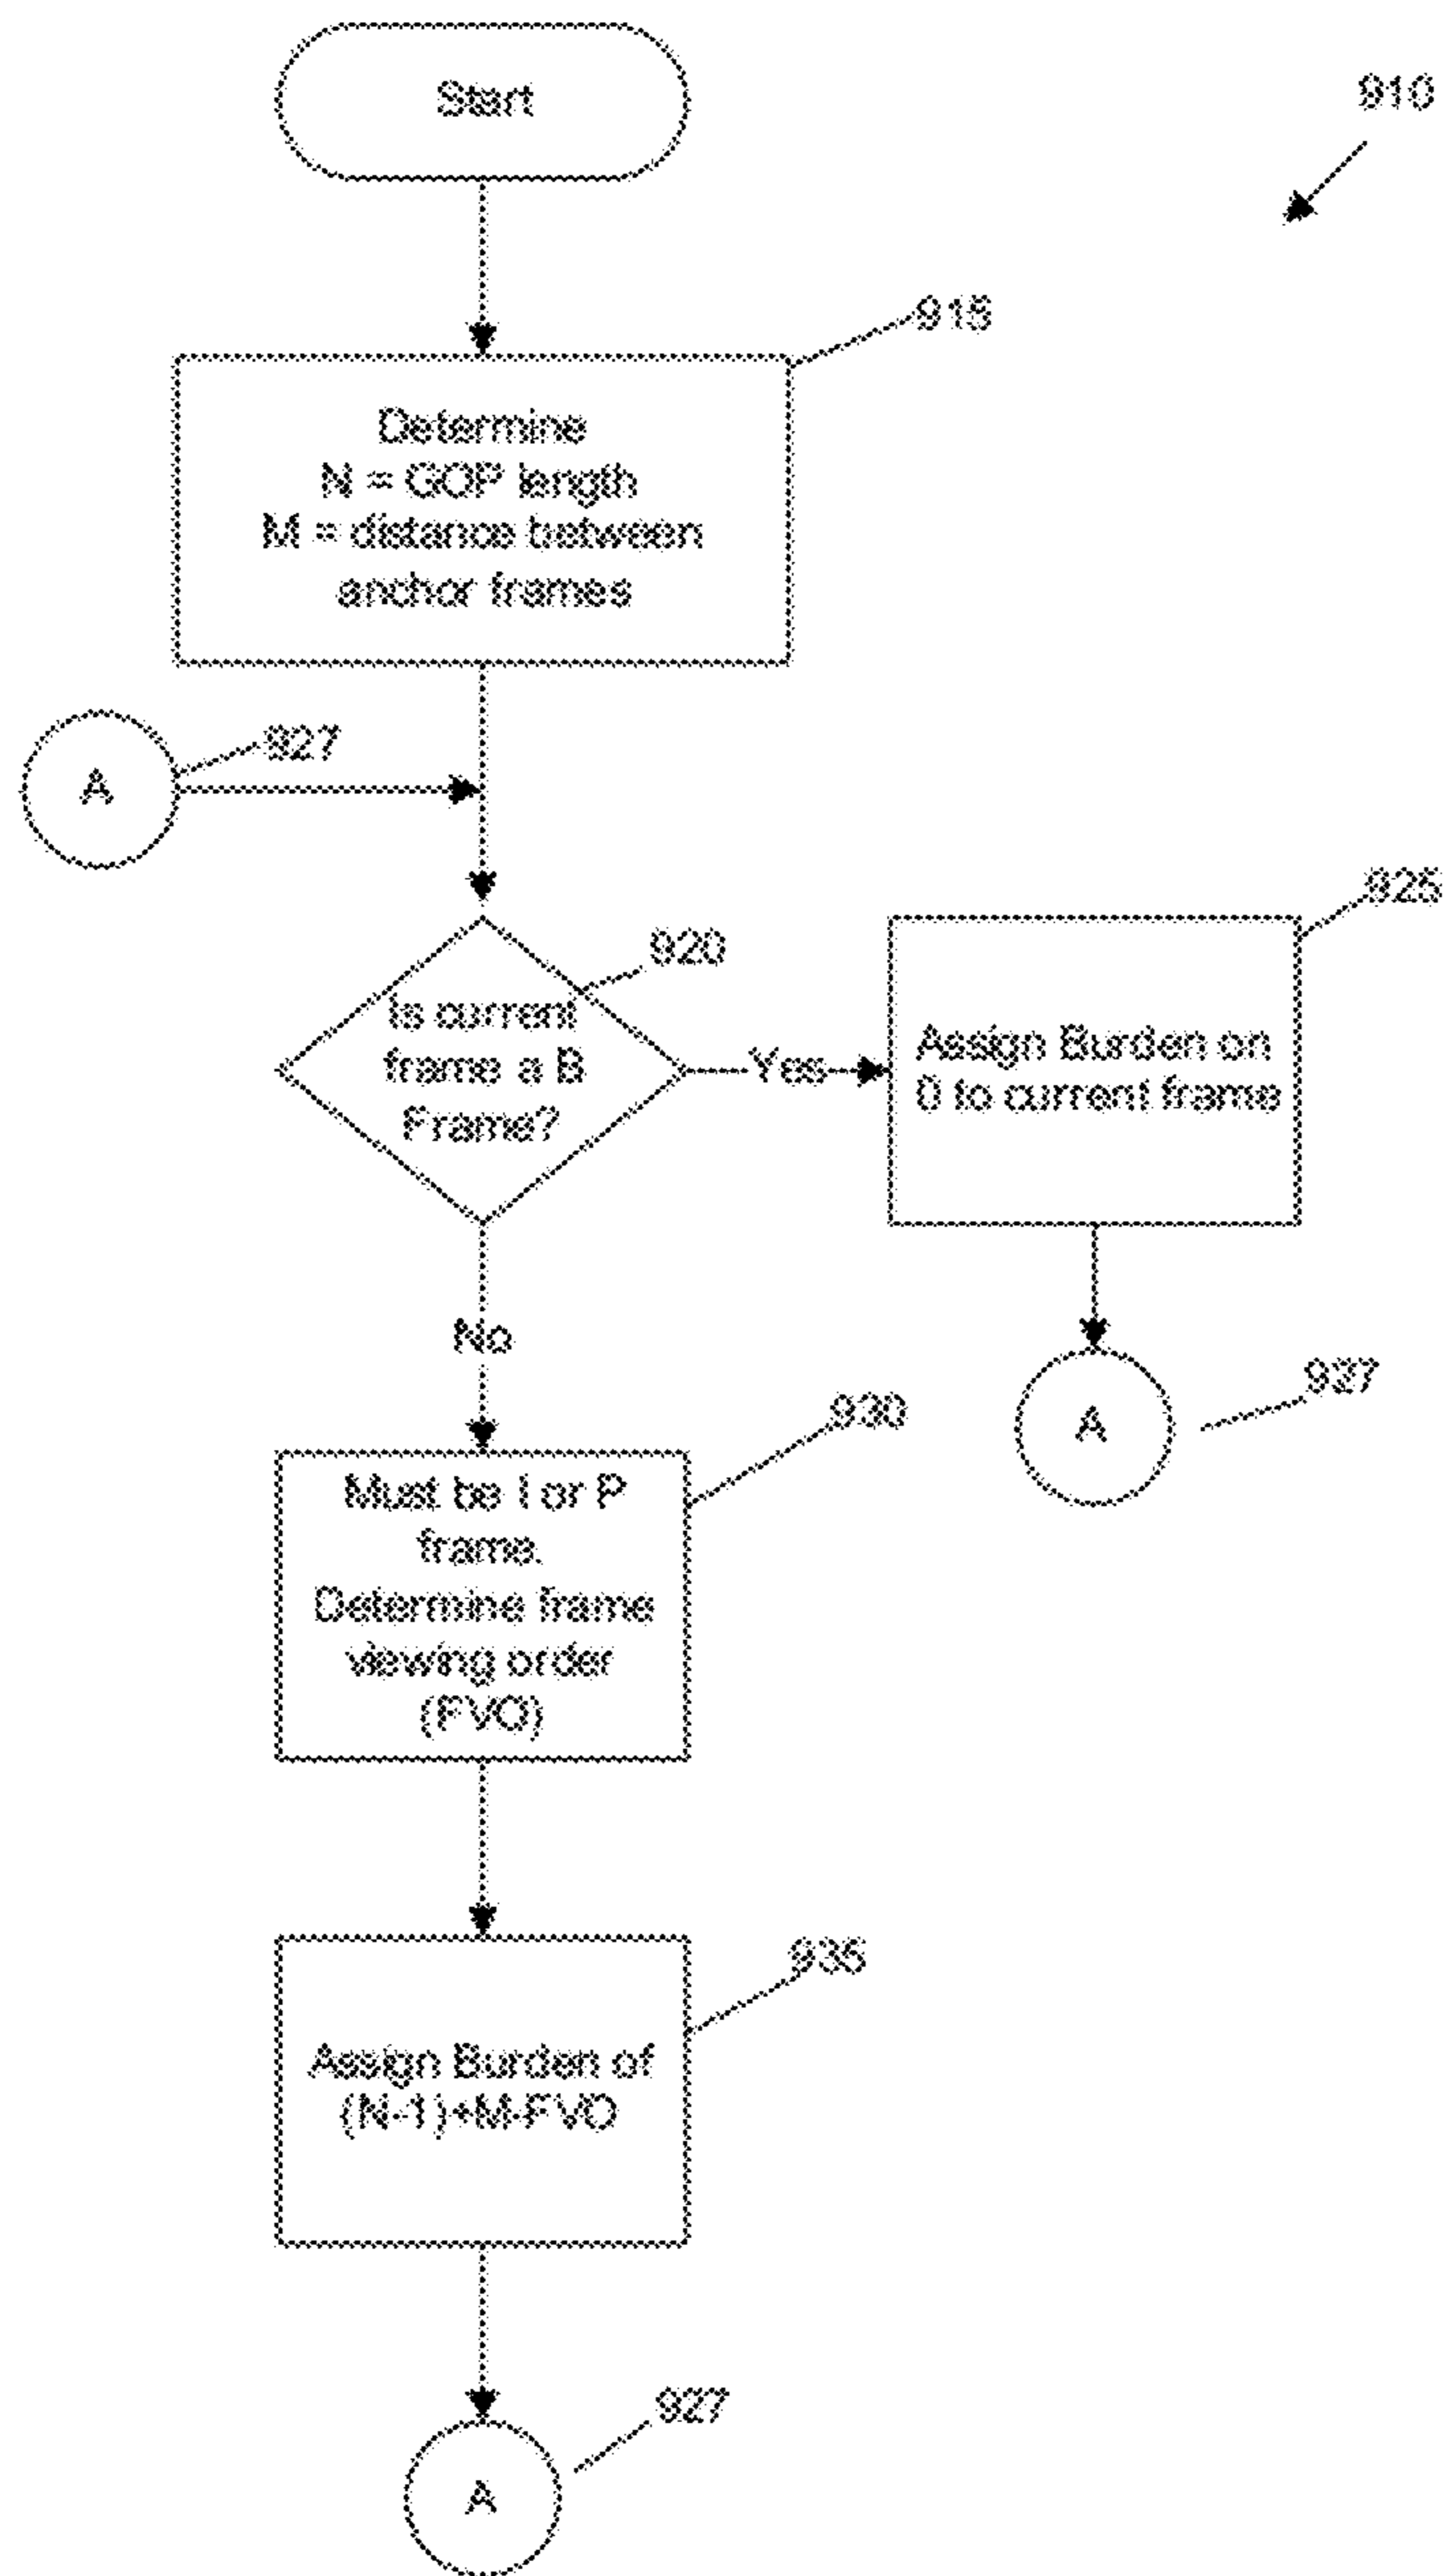 Start
910
915
Determine
N = GOP length
M = distance between
anchor frames
927
A
920
925
Is current
frame a B
Frame?
Yes
Assign Burden on
0 to current frame
No
937
A
930
Must be I or P
frame.
Determine frame
viewing order
(FVO)
935
Assign Burden of
(N-1)+M-FVO
927
A